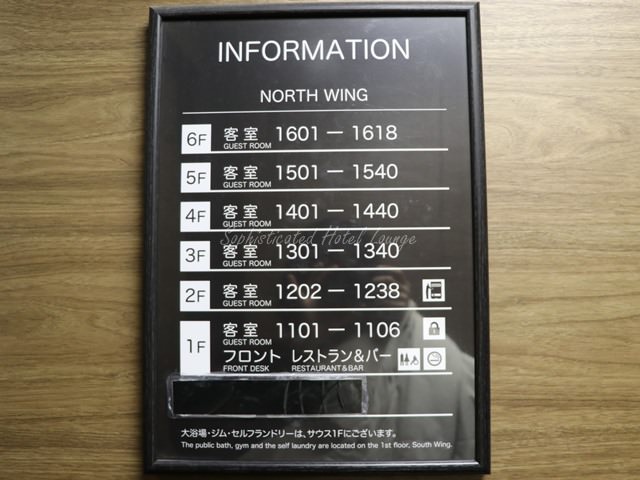 INFORMATION
NORTH WING
6F 客室 1601 — 1618
GUEST ROOM
5F 客室 1501 — 1540
GUEST ROOM
4F 客室 1401 — 1440
GUEST ROOM
Sophisticated Hotel Lounge
3F 客室 1301 — 1340
GUEST ROOM
2F 客室 1202 — 1238
GUEST ROOM
1F 客室 1101 — 1106
GUEST ROOM
フロント レストラン&バー
FRONT DESK RESTAURANT&BAR
大浴場・ジム・セルフランドリーは、サウス1Fにございます。
The public bath, gym and the self laundry are located on the 1st floor, South Wing.